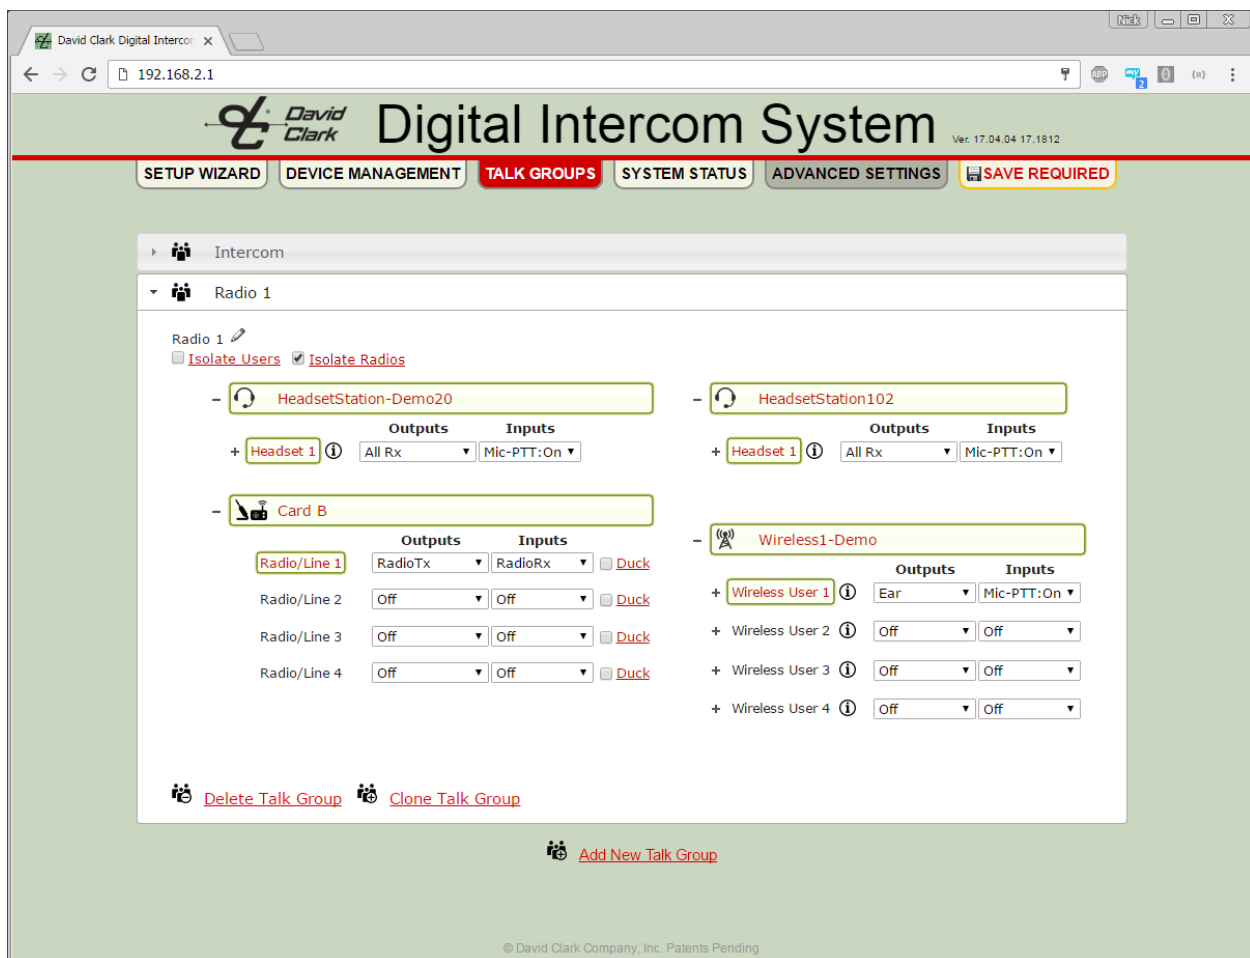 Nick
David Clark Digital Intercor
192.168.2.1
ABP
2
0
David Clark
Digital Intercom System
Ver. 17.04.04 17.1812
SETUP WIZARD DEVICE MANAGEMENT TALK GROUPS SYSTEM STATUS ADVANCED SETTINGS SAVE REQUIRED
Intercom
Radio 1
Radio 1
Isolate Users Isolate Radios
HeadsetStation-Demo20
Outputs Inputs
Headset 1 All Rx Mic-PTT:On
HeadsetStation102
Outputs Inputs
Headset 1 All Rx Mic-PTT:On
Card B
Outputs Inputs
Radio/Line 1 RadioTx RadioRx Duck
Radio/Line 2 Off Off Duck
Radio/Line 3 Off Off Duck
Radio/Line 4 Off Off Duck
Wireless1-Demo
Outputs Inputs
Wireless User 1 Ear Mic-PTT:On
Wireless User 2 Off Off
Wireless User 3 Off Off
Wireless User 4 Off Off
Delete Talk Group Clone Talk Group
Add New Talk Group
© David Clark Company, Inc. Patents Pending